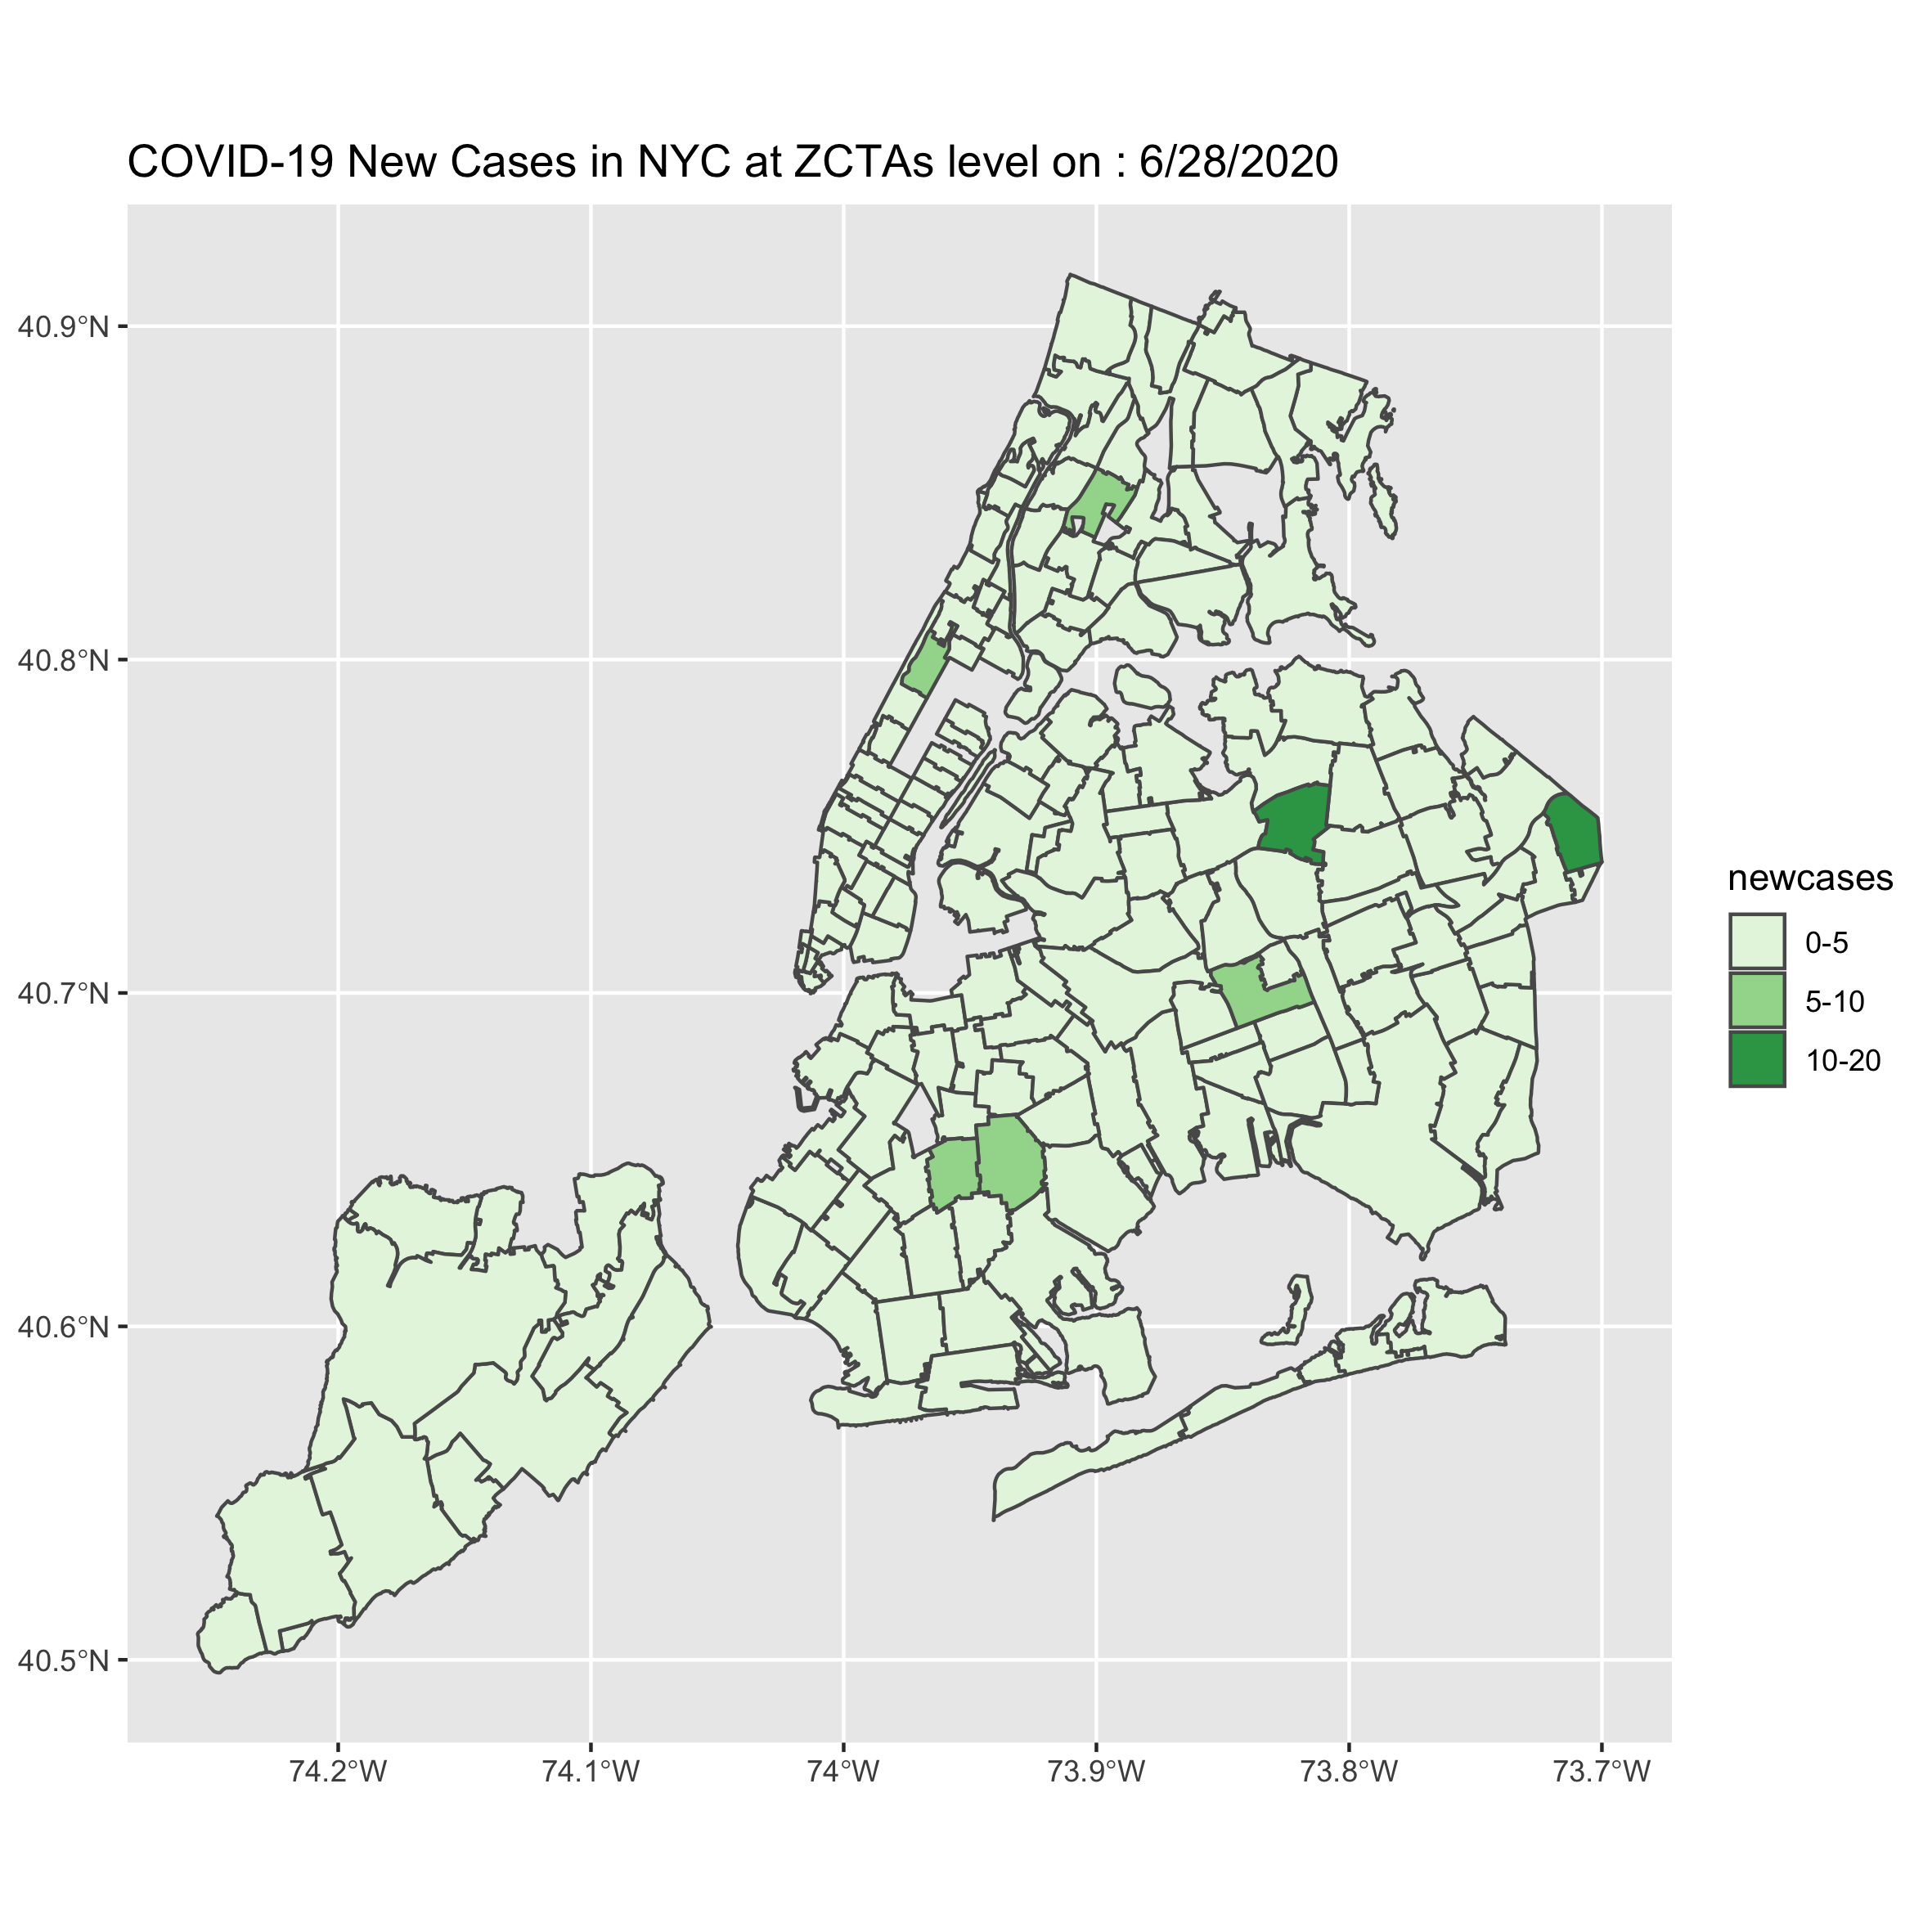 COVID-19 New Cases in NYC at ZCTAs level on : 6/28/2020
40.9°N
40.8°N
40.7°N
40.6°N
40.5°N
74.2°W 74.1°W 74°W 73.9°W 73.8°W 73.7°W
newcases
0-5
5-10
10-20